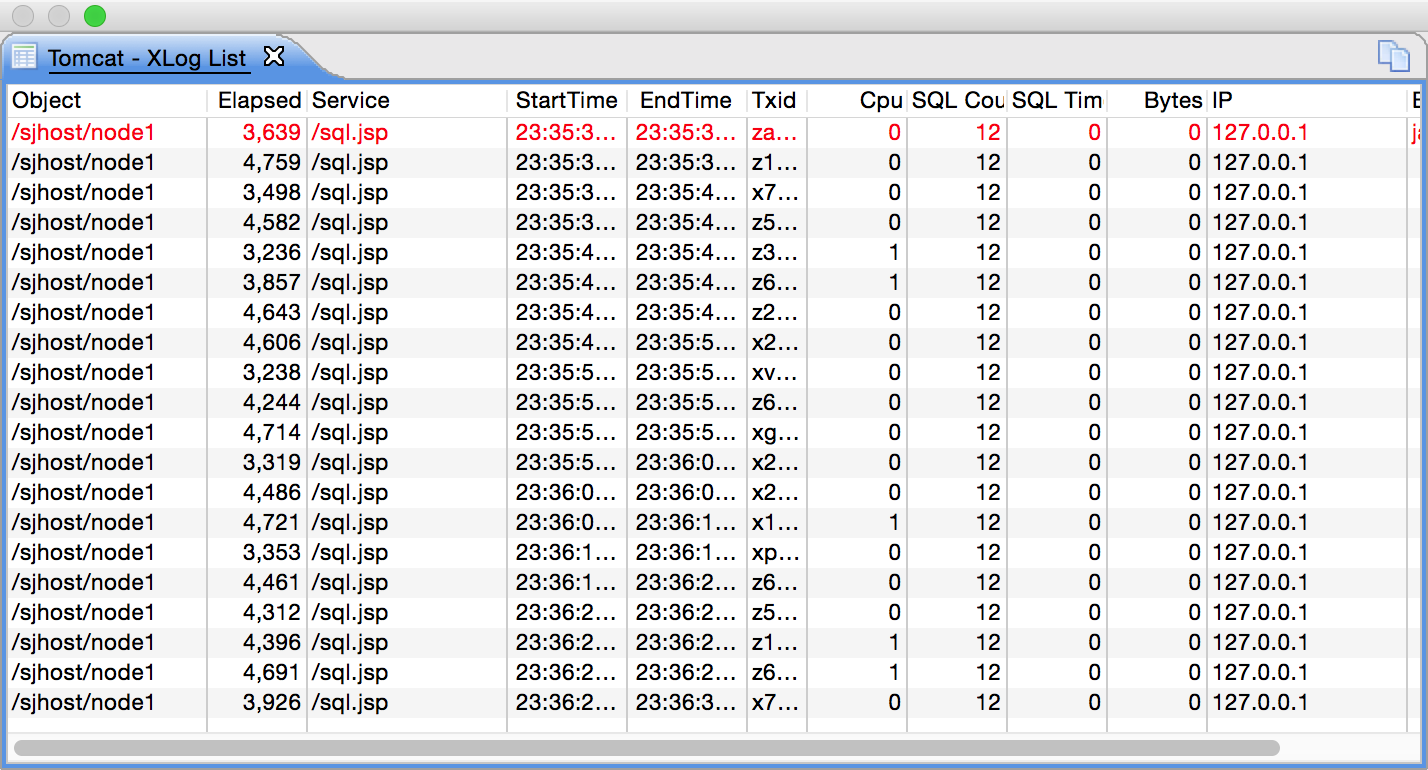 Tomcat - XLog List
Object Elapsed Service StartTime EndTime Txid Cpu SQL Cou SQL Tim Bytes IP E
/sjhost/node1 3,639 /sql.jsp 23:35:3... 23:35:3... za... 0 12 0 0 127.0.0.1 ja
/sjhost/node1 4,759 /sql.jsp 23:35:3... 23:35:3... z1... 0 12 0 0 127.0.0.1
/sjhost/node1 3,498 /sql.jsp 23:35:3... 23:35:4... x7... 0 12 0 0 127.0.0.1
/sjhost/node1 4,582 /sql.jsp 23:35:3... 23:35:4... z5... 0 12 0 0 127.0.0.1
/sjhost/node1 3,236 /sql.jsp 23:35:4... 23:35:4... z3... 1 12 0 0 127.0.0.1
/sjhost/node1 3,857 /sql.jsp 23:35:4... 23:35:4... z6... 1 12 0 0 127.0.0.1
/sjhost/node1 4,643 /sql.jsp 23:35:4... 23:35:4... z2... 0 12 0 0 127.0.0.1
/sjhost/node1 4,606 /sql.jsp 23:35:4... 23:35:5... x2... 0 12 0 0 127.0.0.1
/sjhost/node1 3,238 /sql.jsp 23:35:5... 23:35:5... xv... 0 12 0 0 127.0.0.1
/sjhost/node1 4,244 /sql.jsp 23:35:5... 23:35:5... z6... 0 12 0 0 127.0.0.1
/sjhost/node1 4,714 /sql.jsp 23:35:5... 23:35:5... xg... 0 12 0 0 127.0.0.1
/sjhost/node1 3,319 /sql.jsp 23:35:5... 23:36:0... x2... 0 12 0 0 127.0.0.1
/sjhost/node1 4,486 /sql.jsp 23:36:0... 23:36:0... x2... 0 12 0 0 127.0.0.1
/sjhost/node1 4,721 /sql.jsp 23:36:0... 23:36:1... x1... 1 12 0 0 127.0.0.1
/sjhost/node1 3,353 /sql.jsp 23:36:1... 23:36:1... xp... 0 12 0 0 127.0.0.1
/sjhost/node1 4,461 /sql.jsp 23:36:1... 23:36:2... z6... 0 12 0 0 127.0.0.1
/sjhost/node1 4,312 /sql.jsp 23:36:2... 23:36:2... z5... 0 12 0 0 127.0.0.1
/sjhost/node1 4,396 /sql.jsp 23:36:2... 23:36:2... z1... 1 12 0 0 127.0.0.1
/sjhost/node1 4,691 /sql.jsp 23:36:2... 23:36:2... z6... 1 12 0 0 127.0.0.1
/sjhost/node1 3,926 /sql.jsp 23:36:2... 23:36:3... x7... 0 12 0 0 127.0.0.1